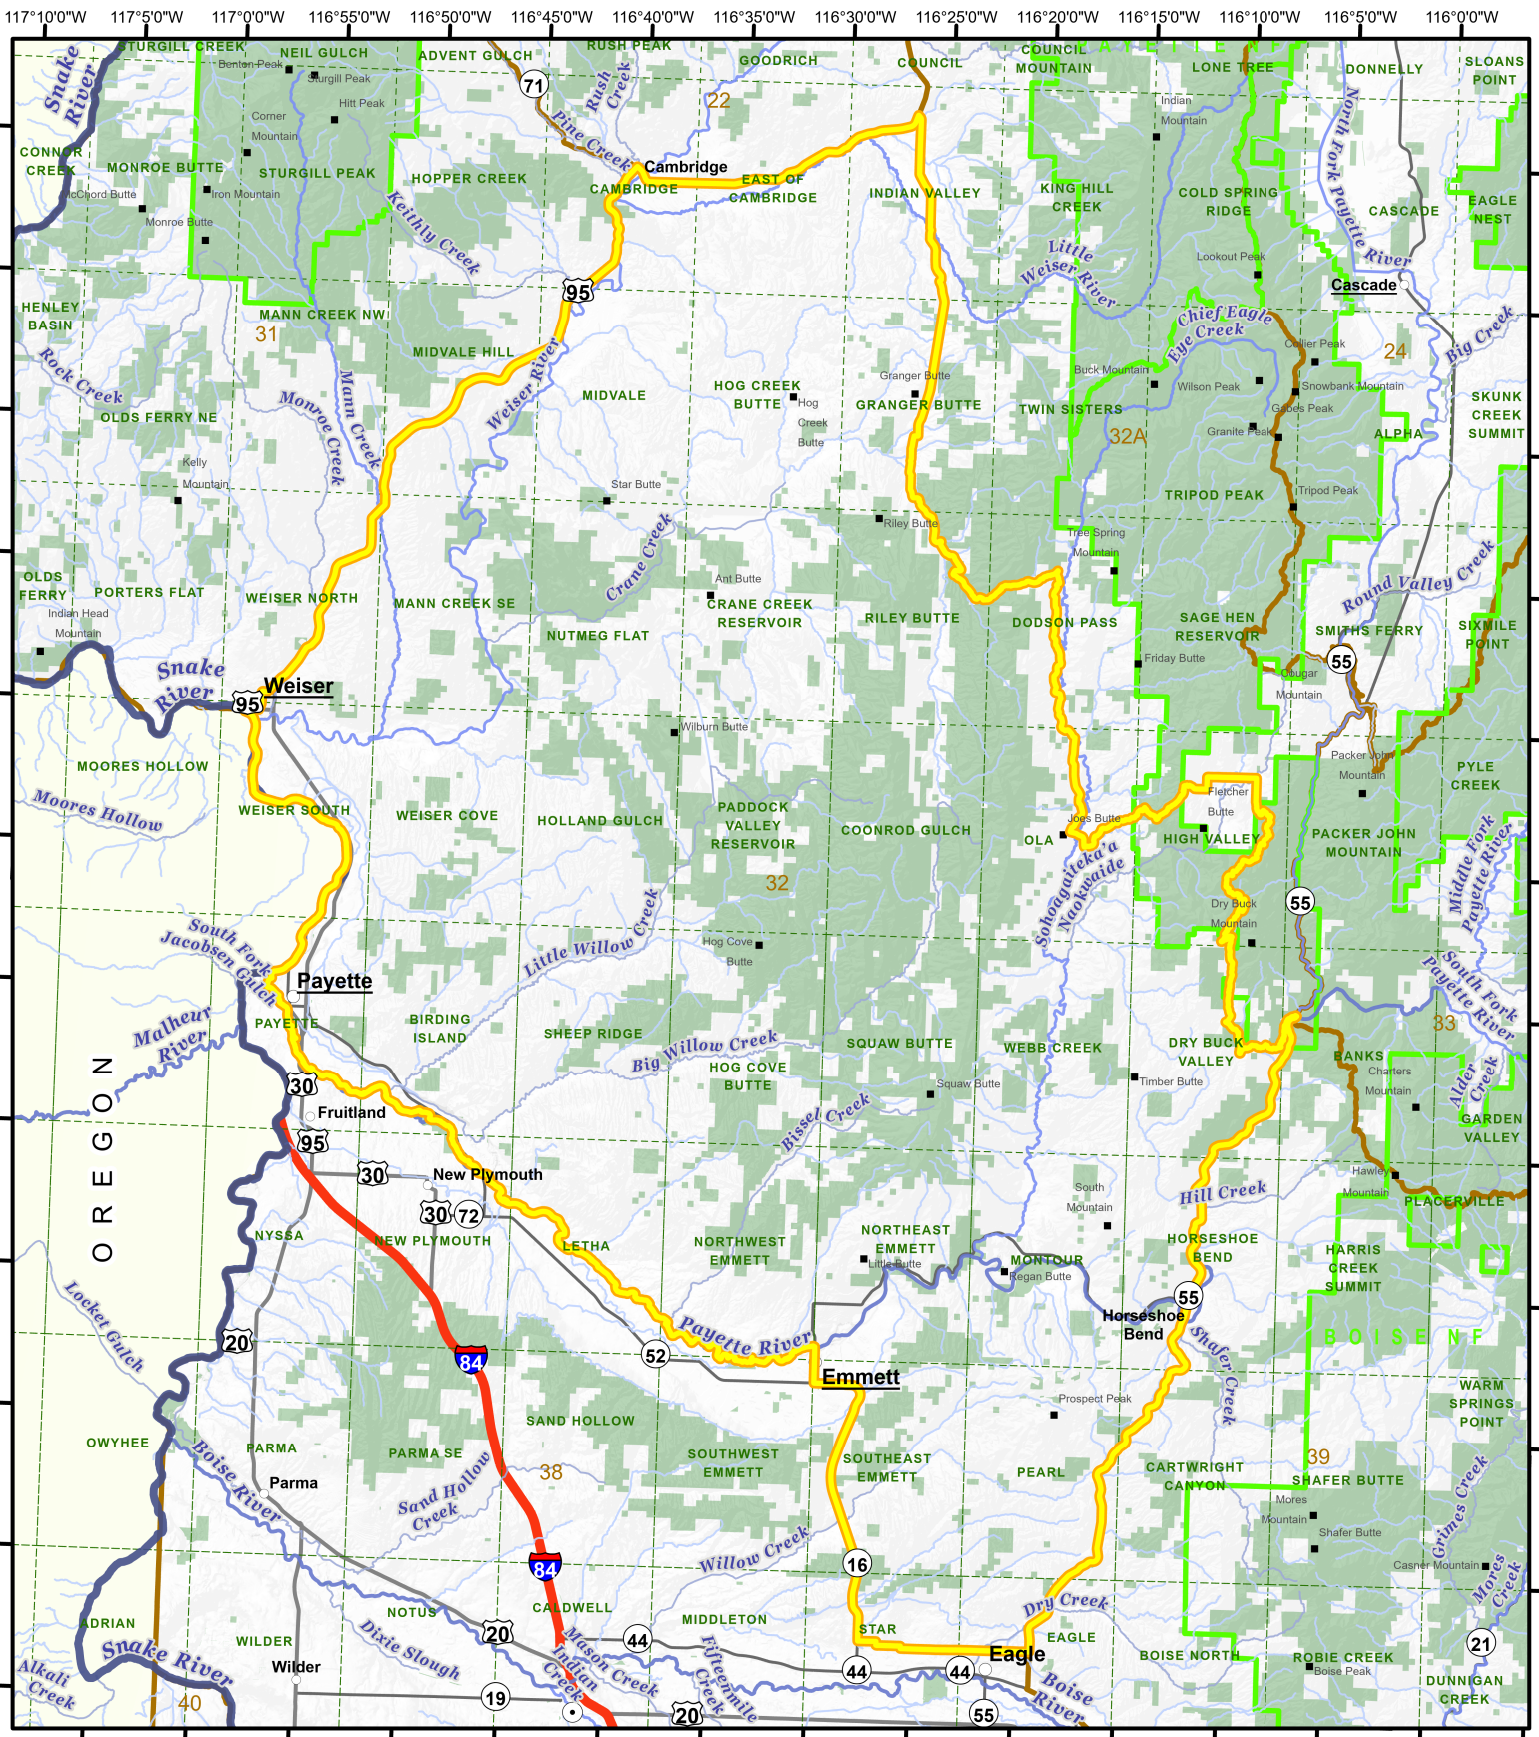 117°10'0"W 117°5'0"W 117°0'0"W 116°55'0"W 116°50'0"W 116°45'0"W 116°40'0"W 116°35'0"W 116°30'0"W 116°25'0"W 116°20'0"W 116°15'0"W 116°10'0"W 116°5'0"W 116°0'0"W
STURGILL CREEK
NEIL GULCH
ADVENT GULCH
RUSH PEAK
GOODRICH
COUNCIL
COUNCIL
MOUNTAIN
PAYETTE NF
LONE TREE
DONNELLY
SLOANS
POINT
Snake
River
Benton Peak
Sturgill Peak
Hitt Peak
Corner
Mountain
71
Rush
Creek
22
Pine Creek
Indian
Mountain
North Fork Payette River
CONNOR
CREEK
MONROE BUTTE
STURGILL PEAK
HOPPER CREEK
Cambridge
CAMBRIDGE
EAST OF
CAMBRIDGE
INDIAN VALLEY
KING HILL
CREEK
COLD SPRING
RIDGE
CASCADE
EAGLE
NEST
McChord Butte
Iron Mountain
Monroe Butte
Keithly Creek
Little
Weiser River
Lookout Peak
Cascade
95
HENLEY
BASIN
31
MANN CREEK NW
MIDVALE HILL
Chief Eagle
Eye Creek
Collier Peak
24
Big Creek
Rock Creek
OLDS FERRY NE
Monroe Creek
Mann Creek
Weiser River
MIDVALE
HOG CREEK
BUTTE
Hog
Creek
Butte
Granger Butte
GRANGER BUTTE
Buck Mountain
TWIN SISTERS
32A
Wilson Peak
Snowbank Mountain
Gabes Peak
Granite Peak
ALPHA
SKUNK
CREEK
SUMMIT
Kelly
Mountain
Star Butte
Riley Butte
TRIPOD PEAK
Tripod Peak
Tree Spring
Mountain
Crane Creek
Round Valley Creek
OLDS
FERRY
PORTERS FLAT
WEISER NORTH
MANN CREEK SE
Ant Butte
CRANE CREEK
RESERVOIR
NUTMEG FLAT
RILEY BUTTE
DODSON PASS
SAGE HEN
RESERVOIR
SMITHS FERRY
SIXMILE
POINT
Indian Head
Mountain
Friday Butte
55
Cougar
Mountain
Snake
River
95
Weiser
Wilburn Butte
MOORES HOLLOW
Packer John
Mountain
PYLE
CREEK
Moores Hollow
WEISER SOUTH
WEISER COVE
HOLLAND GULCH
PADDOCK
VALLEY
RESERVOIR
COONROD GULCH
OLA
Joes Butte
Fletcher
Butte
HIGH VALLEY
PACKER JOHN
MOUNTAIN
Middle Fork
Payette River
32
Sohoagaiteka'a
Naokwaide
Dry Buck
Mountain
55
South Fork
Jacobsen Gulch
Little Willow Creek
Hog Cove
Butte
Payette
South Fork
Payette River
Malheur
River
PAYETTE
BIRDING
ISLAND
SHEEP RIDGE
Big Willow Creek
HOG COVE
BUTTE
SQUAW BUTTE
WEBB CREEK
DRY BUCK
VALLEY
33
BANKS
Charters
Mountain
Alder
Creek
Squaw Butte
Timber Butte
OREGON
30
Fruitland
95
Bissel Creek
GARDEN
VALLEY
30
New Plymouth
30
72
Hill Creek
Hawley
Mountain
PLACERVILLE
South
Mountain
NYSSA
NEW PLYMOUTH
LETHA
NORTHWEST
EMMETT
NORTHEAST
EMMETT
Little Butte
MONTOUR
Regan Butte
HORSESHOE
BEND
HARRIS
CREEK
SUMMIT
55
Horseshoe
Bend
Locket Gulch
20
84
52
Payette River
Emmett
Shafer Creek
BOISE NF
Prospect Peak
WARM
SPRINGS
POINT
OWYHEE
Boise River
PARMA
PARMA SE
SAND HOLLOW
38
SOUTHWEST
EMMETT
SOUTHEAST
EMMETT
PEARL
CARTWRIGHT
CANYON
39
SHAFER BUTTE
Parma
Sand Hollow
Creek
Mores
Mountain
Shafer Butte
Casner Mountain
Grimes Creek
84
Willow Creek
16
Mores
Creek
Dry Creek
ADRIAN
NOTUS
CALDWELL
MIDDLETON
STAR
EAGLE
BOISE NORTH
ROBIE CREEK
Boise Peak
21
Snake River
WILDER
Wilder
Dixie Slough
20
44
Mason Creek
Indian
Creek
Fifteenmile
Creek
44
44
Eagle
Alkali
Creek
40
19
20
55
Boise
River
DUNNIGAN
CREEK